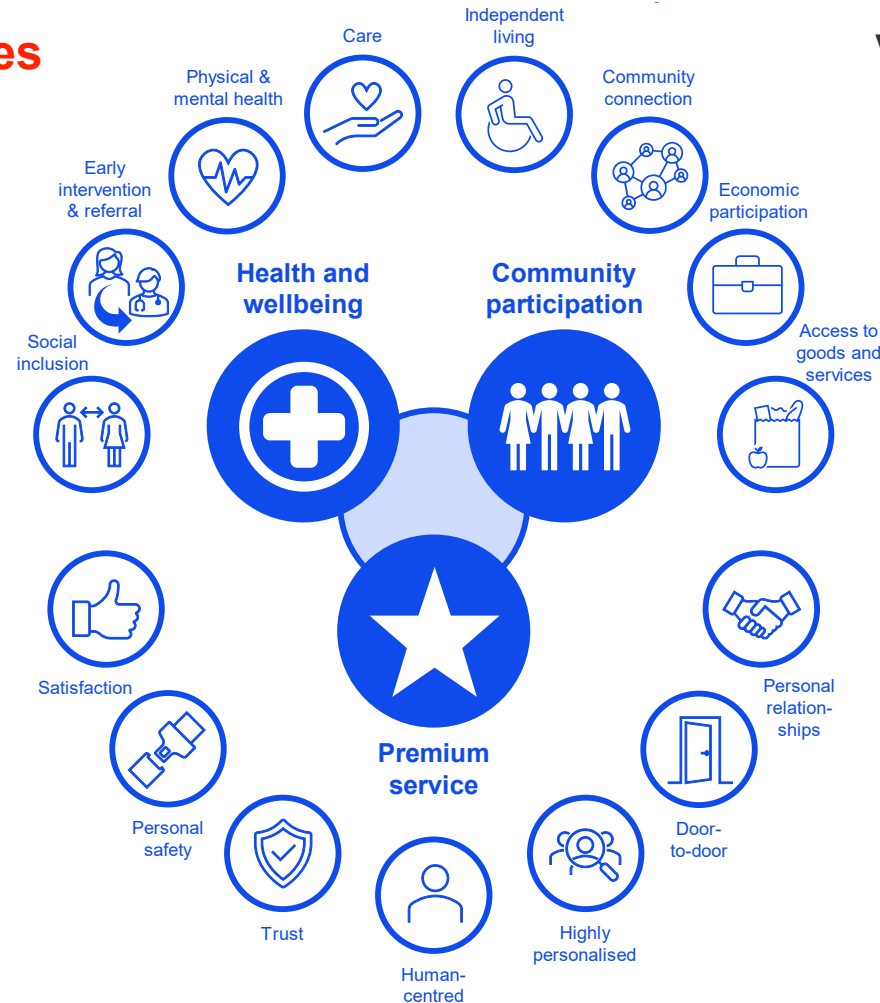 es
Care
Independent
living
Physical &
mental health
Community
connection
Early
intervention
& referral
Economic
participation
Health and
wellbeing
Community
participation
Social
inclusion
Access to
goods and
services
Satisfaction
Personal
relation-
ships
Premium
service
Personal
safety
Door-
to-door
Trust
Highly
personalised
Human-
centred